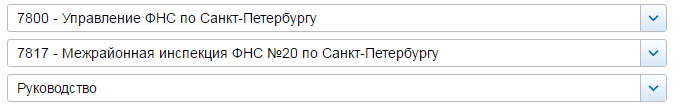 7800 - Управление ФНС по Санкт-Петербургу
7817 - Межрайонная инспекция ФНС №20 по Санкт-Петербургу
Руководство